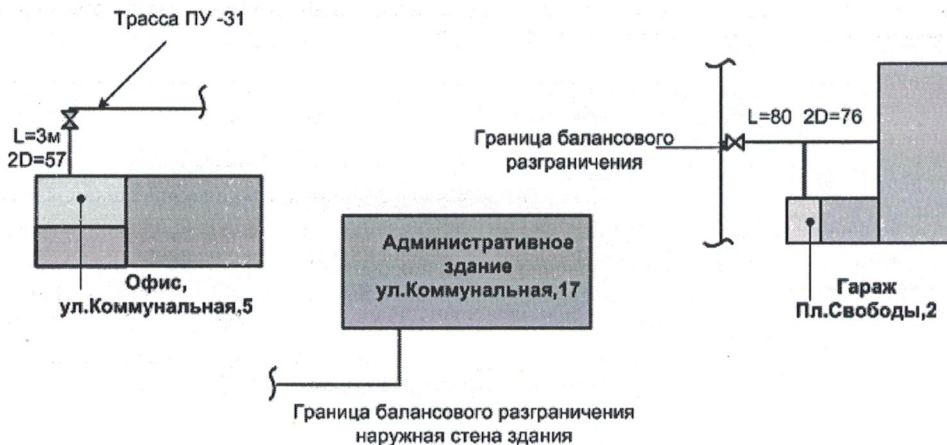 Трасса ПУ -31
L=3м
2D=57
Офис,
ул.Коммунальная,5
Административное
здание
ул.Коммунальная,17
Граница балансового разграничения
наружная стена здания
Граница балансового
разграничения
L=80 2D=76
Гараж
Пл.Свободы,2